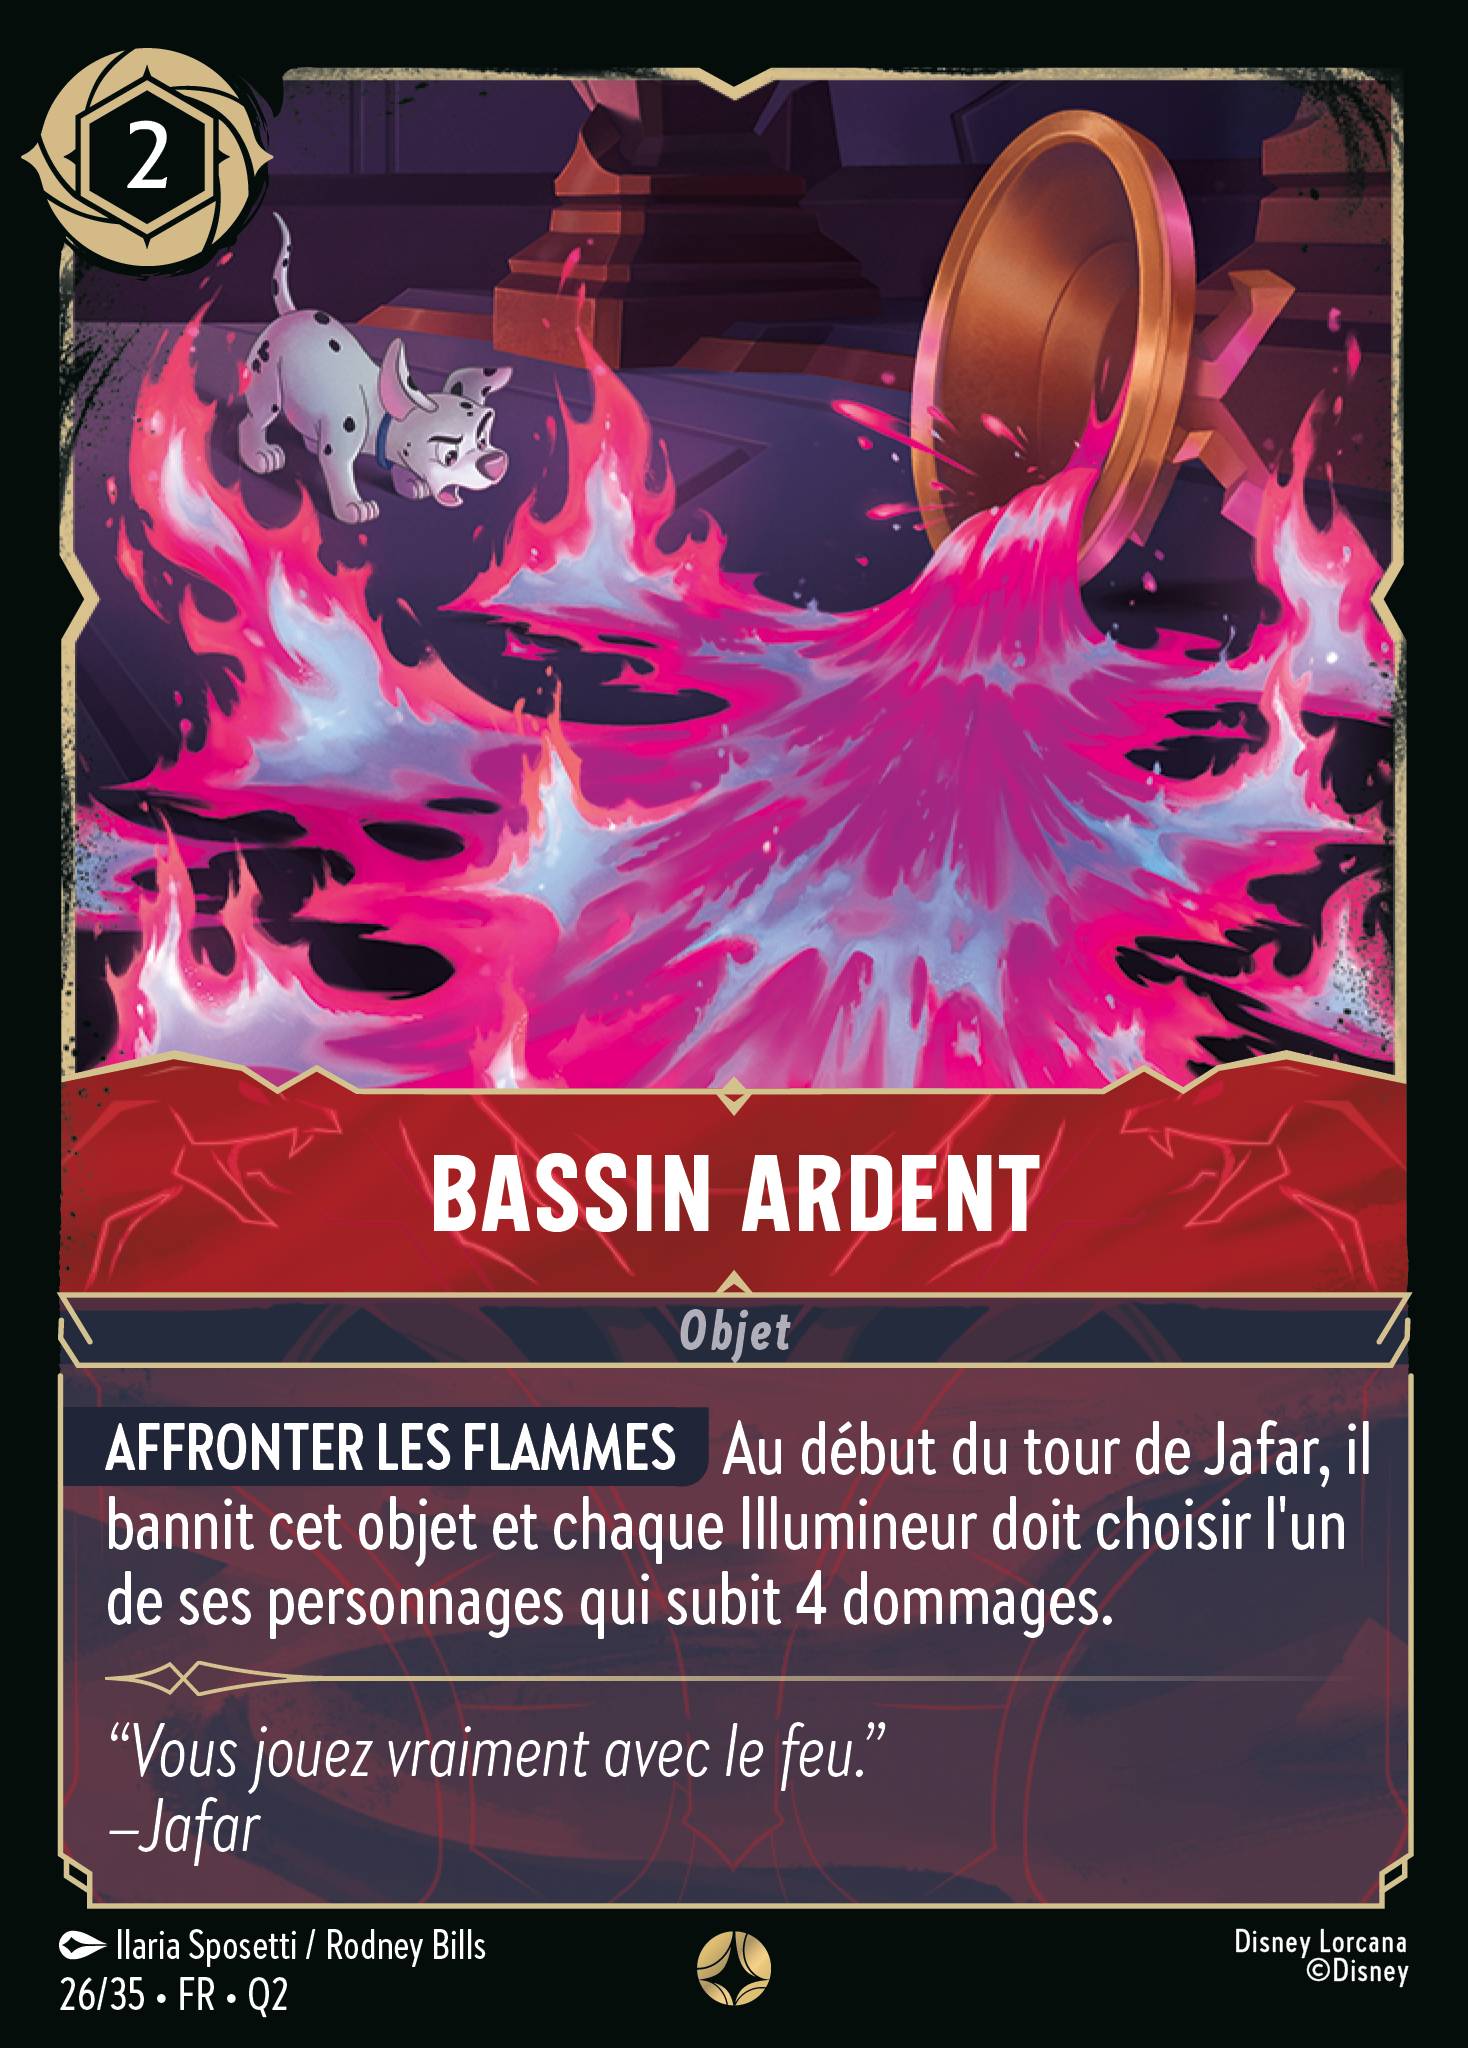 2
BASSIN ARDENT
Objet
AFFRONTER LES FLAMMES Au début du tour de Jafar, il
bannit cet objet et chaque Illumineur doit choisir l'un
de ses personnages qui subit 4 dommages.
“Vous jouez vraiment avec le feu.”
–Jafar
Ilaria Sposetti / Rodney Bills
26/35 • FR • Q2
Disney Lorcana
©Disney